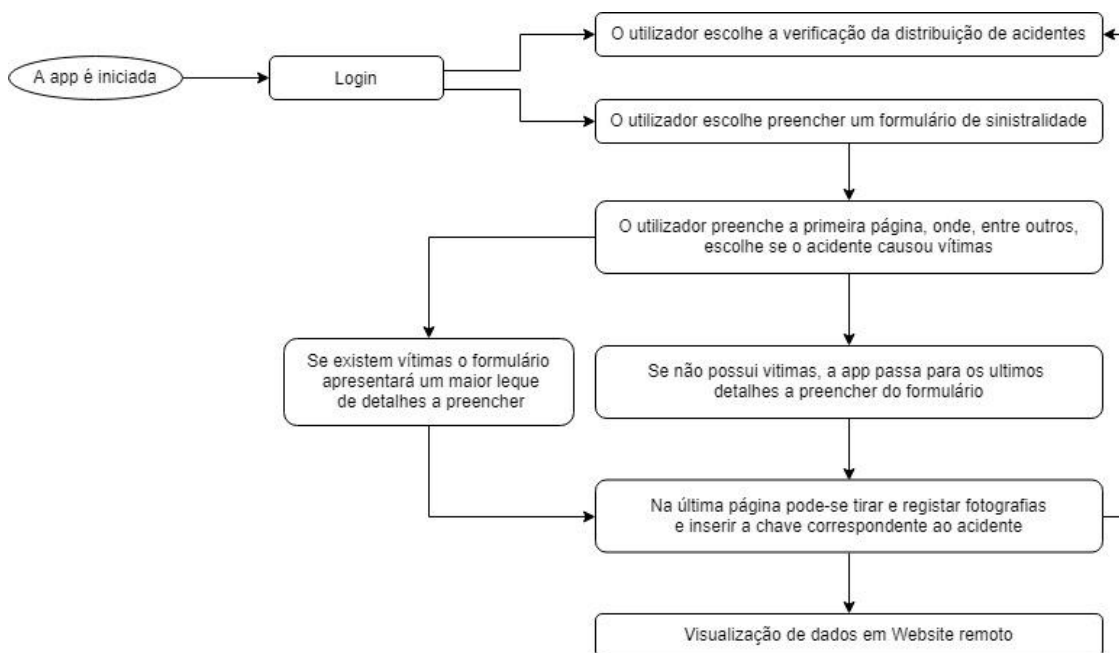 O utilizador escolhe a verificação da distribuição de acidentes
A app é iniciada
Login
O utilizador escolhe preencher um formulário de sinistralidade
O utilizador preenche a primeira página, onde, entre outros,
escolhe se o acidente causou vítimas
Se existem vítimas o formulário
apresentará um maior leque
de detalhes a preencher
Se não possui vitimas, a app passa para os ultimos
detalhes a preencher do formulário
Na última página pode-se tirar e registar fotografias
e inserir a chave correspondente ao acidente
Visualização de dados em Website remoto